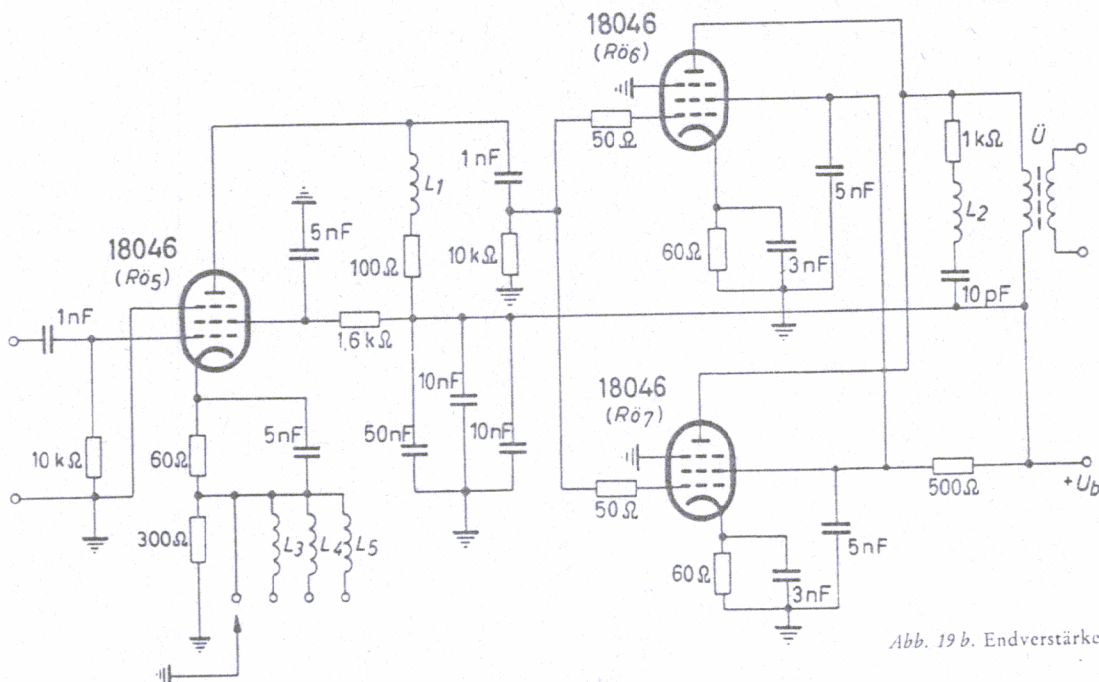 18046
(Rö6)
50Ω
5nF
1kΩ
Ü
L2
10pF
60Ω
3nF
1nF
L1
5nF
100Ω
10kΩ
18046
(Rö5)
1nF
1,6kΩ
10nF
50nF
10nF
10kΩ
60Ω
5nF
300Ω
L3
L4
L5
18046
(Rö7)
50Ω
500Ω
+Ub
5nF
60Ω
3nF
Abb. 19b. Endverstärke